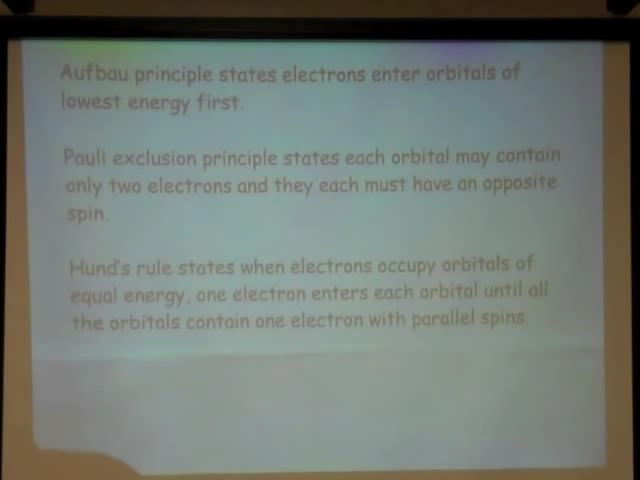 Aufbau principle states electrons enter orbitals of
lowest energy first.
Pauli exclusion principle states each orbital may contain
only two electrons and they each must have an opposite
spin.
Hund's rule states when electrons occupy orbitals of
equal energy, one electron enters each orbital until all
the orbitals contain one electron with parallel spins.